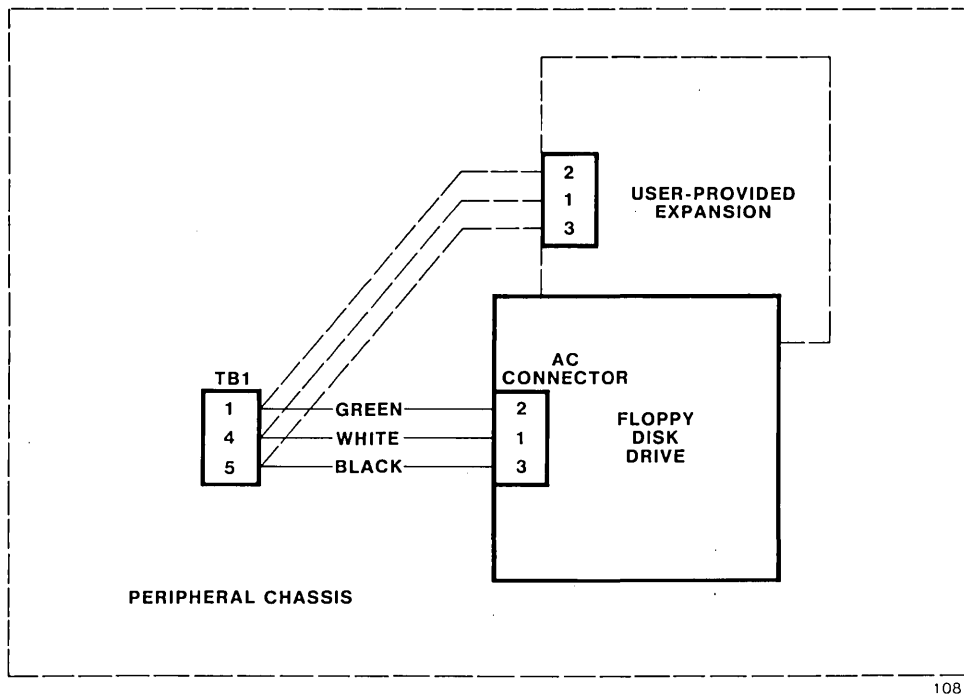 2
1
3
USER-PROVIDED
EXPANSION
TB1
1
4
5
GREEN
WHITE
BLACK
AC
CONNECTOR
2
1
3
FLOPPY
DISK
DRIVE
PERIPHERAL CHASSIS
108